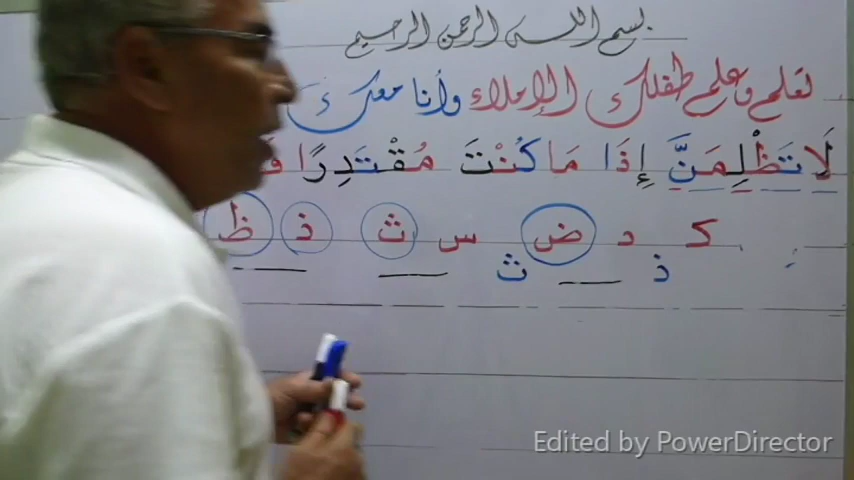 بسم الله الرحمن الرحيم
تعلم وعلم طفلك الإملاء وأنا معك
لَا تَظْلِمَنَّ إِذَا مَا كُنْتَ مُقْتَدِرًا
ك د ض س ث ذ ظ
ذ ث
Edited by PowerDirector